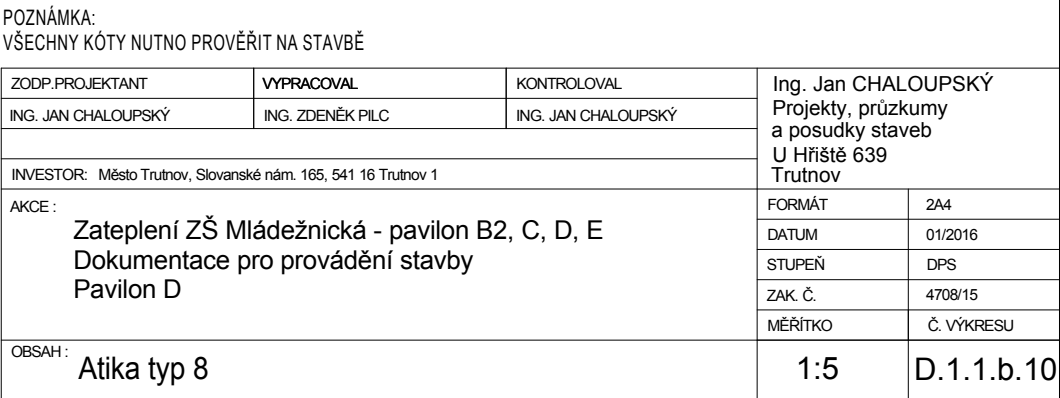 POZNÁMKA:
VŠECHNY KÓTY NUTNO PROVĚŘIT NA STAVBĚ
ZODP.PROJEKTANT VYPRACOVAL KONTROLOVAL
ING. JAN CHALOUPSKÝ ING. ZDENĚK PILC ING. JAN CHALOUPSKÝ
Ing. Jan CHALOUPSKÝ
Projekty, průzkumy
a posudky staveb
U Hřiště 639
Trutnov
INVESTOR: Město Trutnov, Slovanské nám. 165, 541 16 Trutnov 1
AKCE :
Zateplení ZŠ Mládežnická - pavilon B2, C, D, E
Dokumentace pro provádění stavby
Pavilon D
FORMÁT 2A4
DATUM 01/2016
STUPEŇ DPS
ZAK. Č. 4708/15
MĚŘÍTKO Č. VÝKRESU
OBSAH : Atika typ 8 1:5 D.1.1.b.10